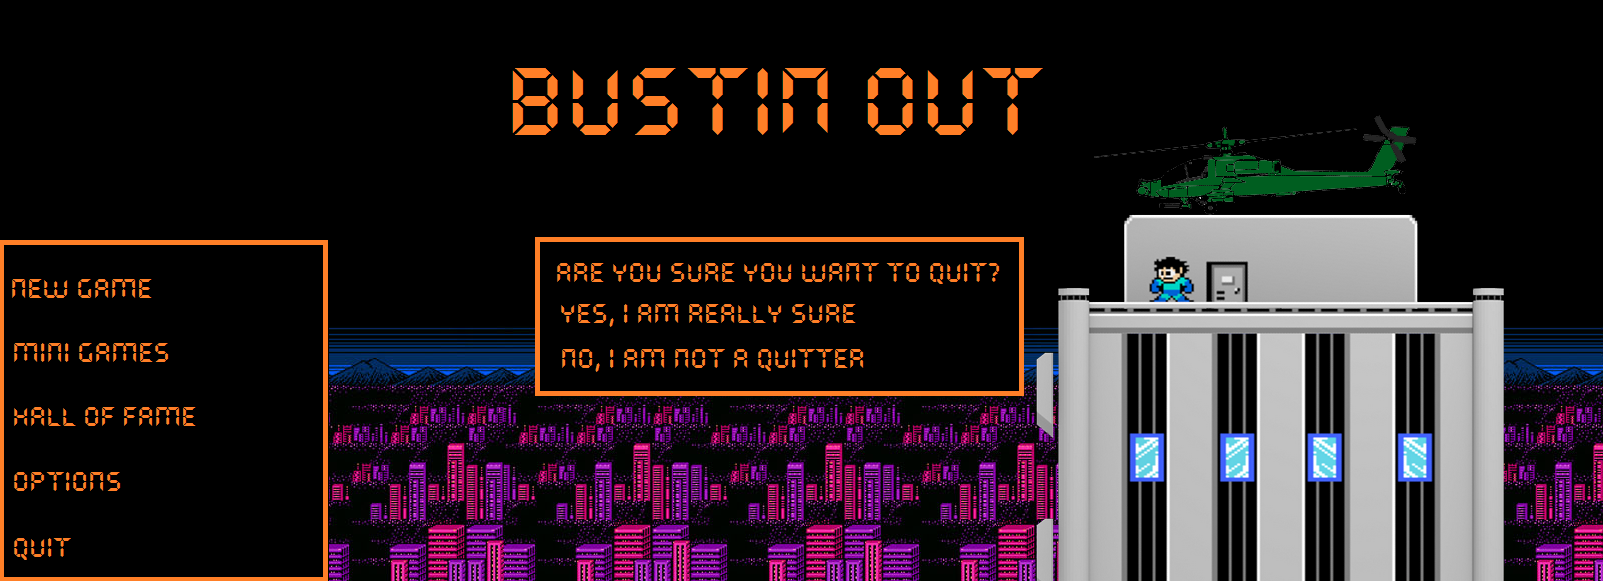 BUSTIN OUT
NEW GAME
MINI GAMES
HALL OF FAME
OPTIONS
QUIT
ARE YOU SURE YOU WANT TO QUIT?
YES, I AM REALLY SURE
NO, I AM NOT A QUITTER